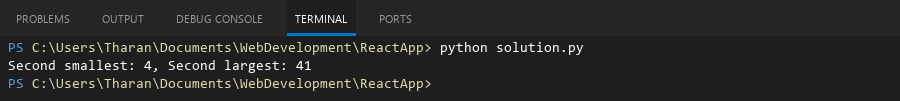 PROBLEMS OUTPUT DEBUG CONSOLE TERMINAL PORTS
PS C:\Users\Tharan\Documents\WebDevelopment\ReactApp> python solution.py
Second smallest: 4, Second largest: 41
PS C:\Users\Tharan\Documents\WebDevelopment\ReactApp>